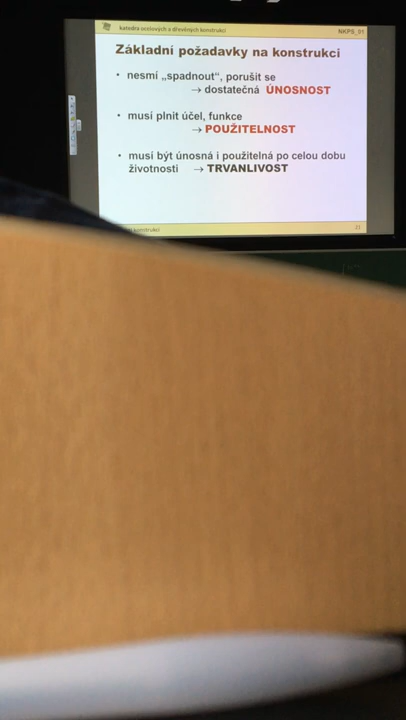 katedra ocelových a dřevěných konstrukcí
NKPS_01
Základní požadavky na konstrukci
• nesmí „spadnout“, porušit se
→ dostatečná ÚNOSNOST
• musí plnit účel, funkce
→ POUŽITELNOST
• musí být únosná i použitelná po celou dobu
životnosti → TRVANLIVOST
konstrukcí